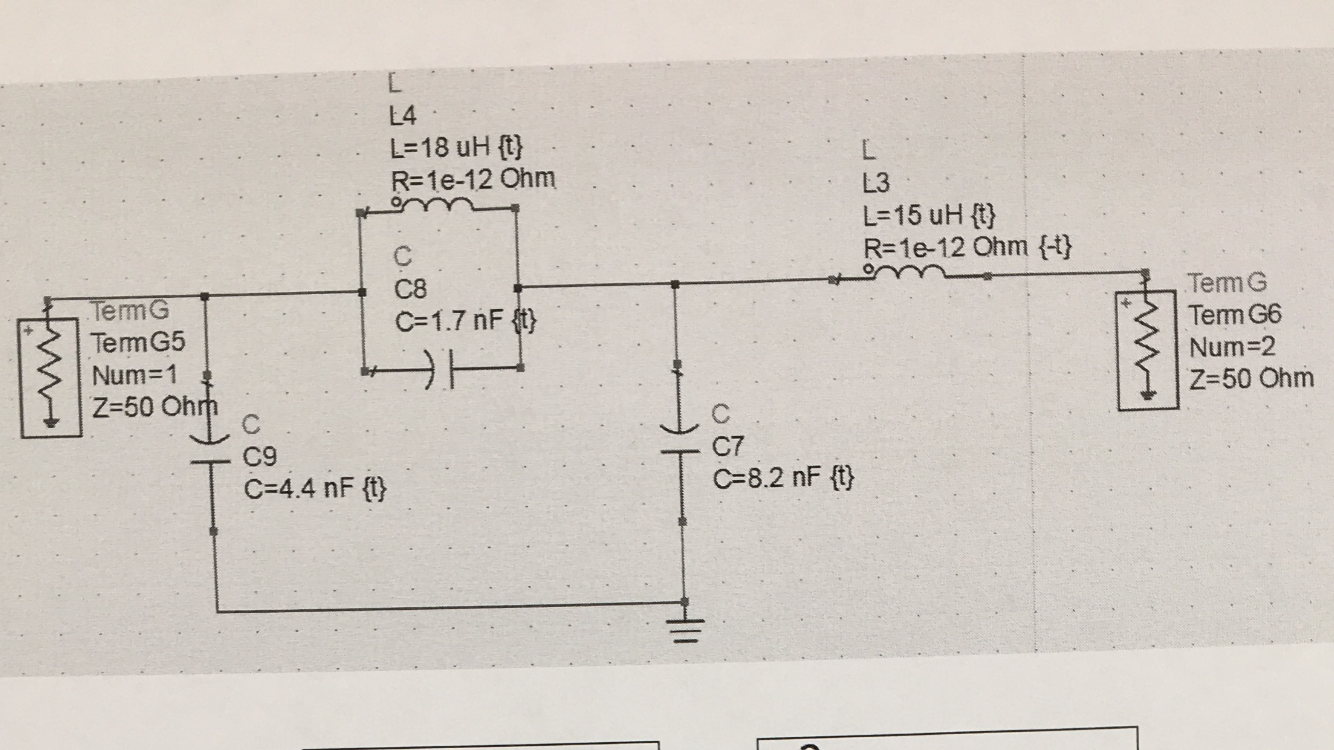 L
L4
L=18 uH {t}
R=1e-12 Ohm
C
C8
C=1.7 nF {t}
L
L3
L=15 uH {t}
R=1e-12 Ohm {-t}
+
TermG
TermG5
Num=1
Z=50 Ohm
C
C9
C=4.4 nF {t}
C
C7
C=8.2 nF {t}
+
TermG
TermG6
Num=2
Z=50 Ohm